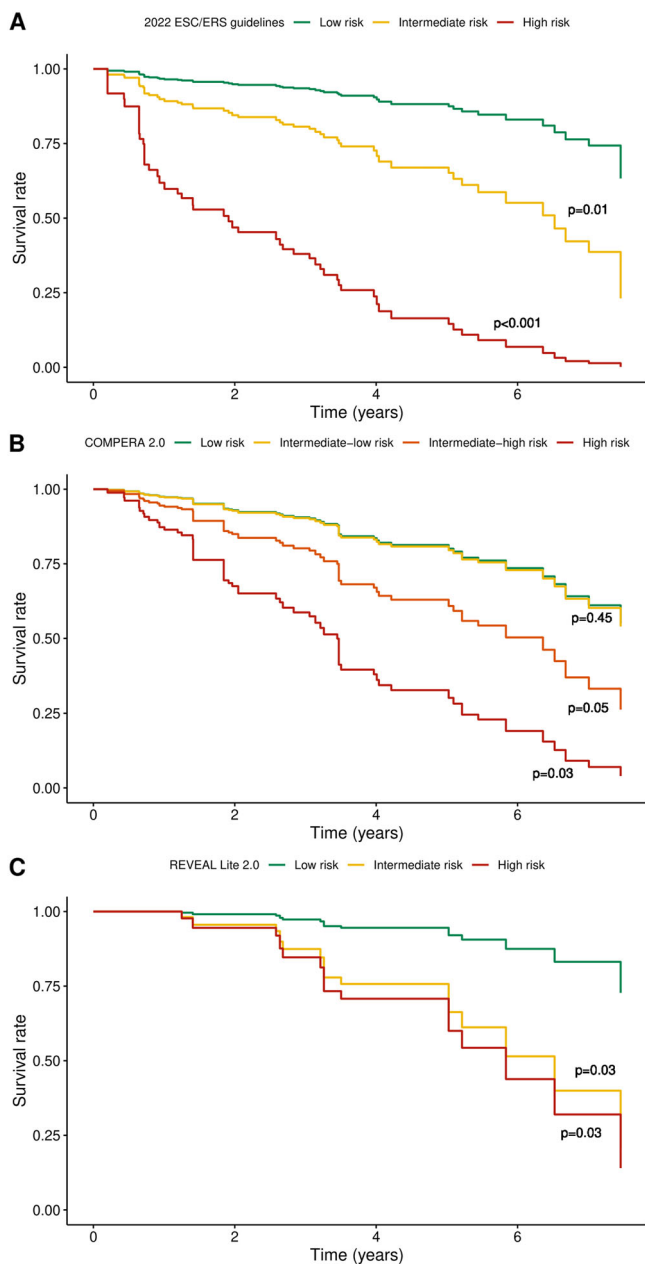 A
2022 ESC/ERS guidelines Low risk Intermediate risk High risk
Survival rate
1.00
0.75
0.50
0.25
0.00
p=0.01
p<0.001
0 2 4 6
Time (years)
B
COMPERA 2.0 Low risk Intermediate−low risk Intermediate−high risk High risk
Survival rate
1.00
0.75
0.50
0.25
0.00
p=0.45
p=0.05
p=0.03
0 2 4 6
Time (years)
C
REVEAL Lite 2.0 Low risk Intermediate risk High risk
Survival rate
1.00
0.75
0.50
0.25
0.00
p=0.03
p=0.03
0 2 4 6
Time (years)